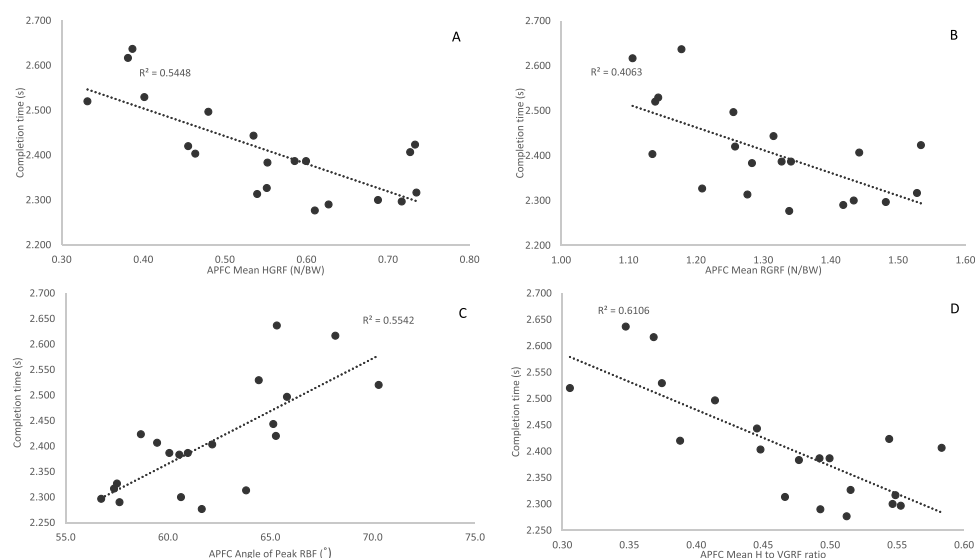 A
R² = 0.5448
Completion time (s)
2.700
2.600
2.500
2.400
2.300
2.200
0.30 0.40 0.50 0.60 0.70 0.80
APFC Mean HGRF (N/BW)
B
R² = 0.4063
Completion time (s)
2.700
2.600
2.500
2.400
2.300
2.200
1.00 1.10 1.20 1.30 1.40 1.50 1.60
APFC Mean RGRF (N/BW)
C
R² = 0.5542
Completion time (s)
2.700
2.650
2.600
2.550
2.500
2.450
2.400
2.350
2.300
2.250
55.0 60.0 65.0 70.0 75.0
APFC Angle of Peak RBF (˚)
D
R² = 0.6106
Completion time (s)
2.700
2.650
2.600
2.550
2.500
2.450
2.400
2.350
2.300
2.250
0.30 0.35 0.40 0.45 0.50 0.55 0.60
APFC Mean H to VGRF ratio